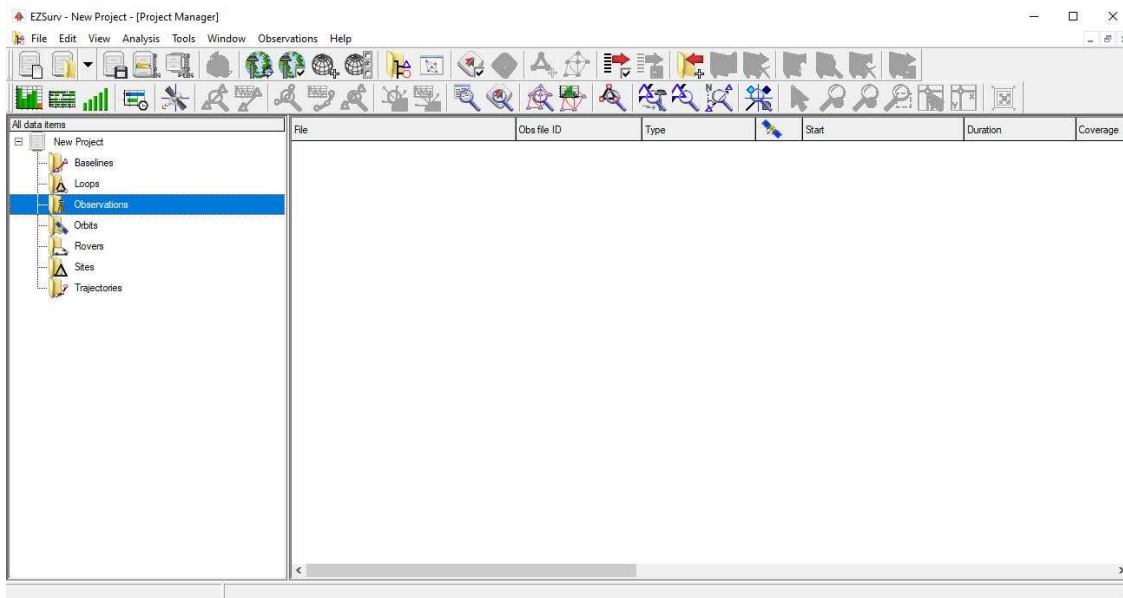 EZSurv - New Project - [Project Manager]
File Edit View Analysis Tools Window Observations Help
All data items
File Obs file ID Type Start Duration Coverage
New Project
Baselines
Loops
Observations
Orbits
Rovers
Sites
Trajectories